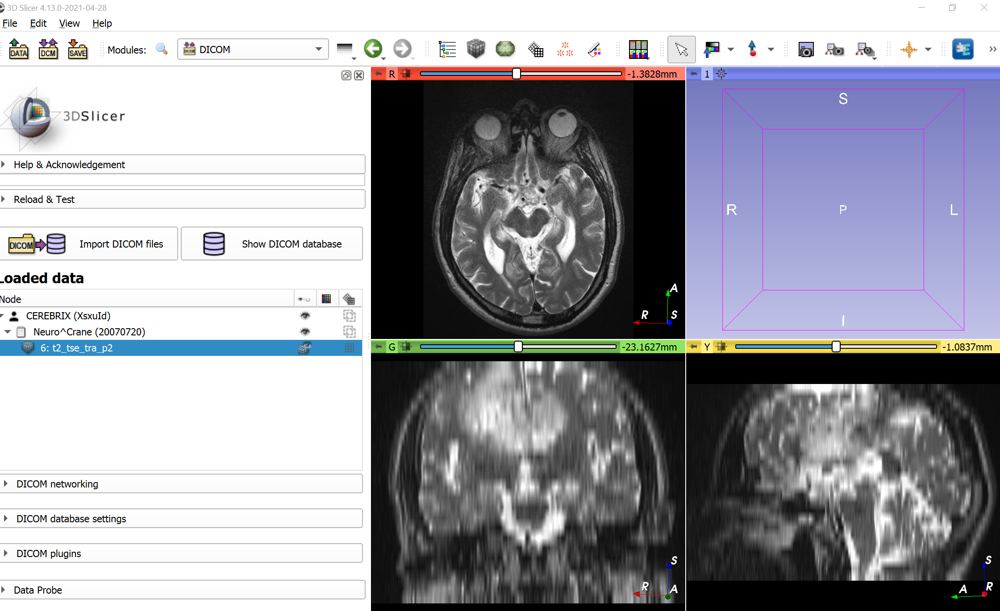 3D Slicer 4.13.0-2021-04-28
File Edit View Help
DATA DCM SAVE Modules: DICOM
R -1.3828mm
1
3DSlicer
Help & Acknowledgement
Reload & Test
DICOM Import DICOM files Show DICOM database
Loaded data
Node
CEREBRIX (XsxuId)
Neuro^Crane (20070720)
6: t2_tse_tra_p2
DICOM networking
DICOM database settings
DICOM plugins
Data Probe
A
R S
S
R P L
I
G -23.1627mm
S
R A
Y -1.0837mm
S
A R